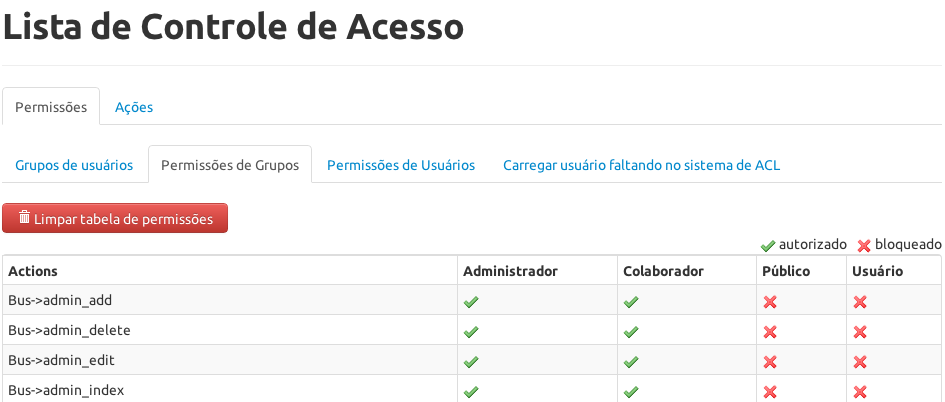 Lista de Controle de Acesso
Permissões Ações
Grupos de usuários Permissões de Grupos Permissões de Usuários Carregar usuário faltando no sistema de ACL
Limpar tabela de permissões
autorizado bloqueado
Actions Administrador Colaborador Público Usuário
Bus->admin_add
Bus->admin_delete
Bus->admin_edit
Bus->admin_index